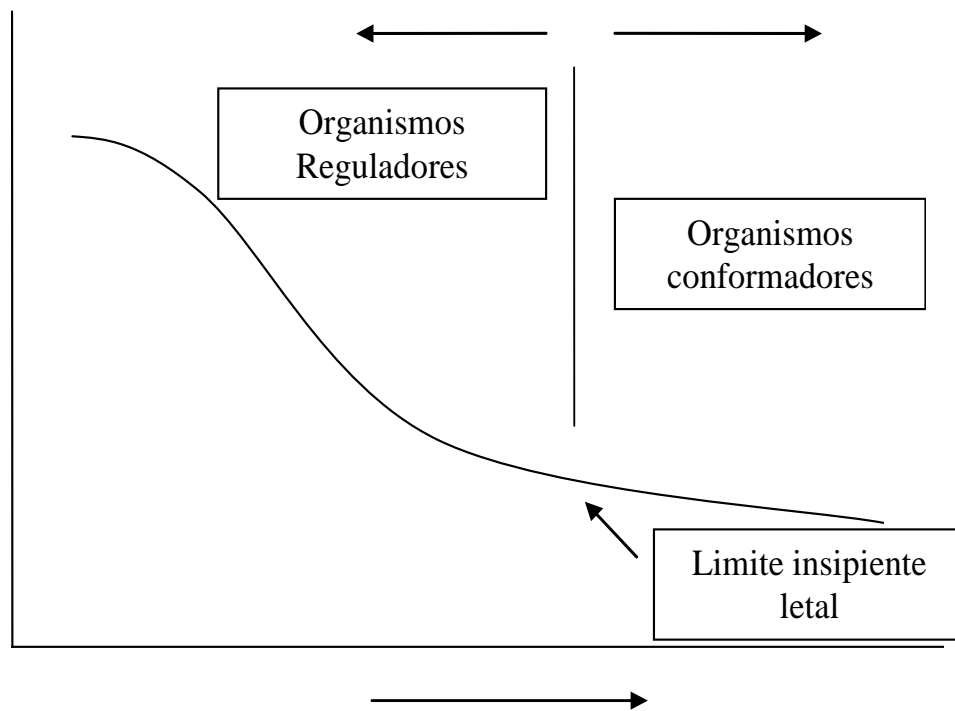 Organismos
Reguladores
Organismos
conformadores
Limite insipiente
letal